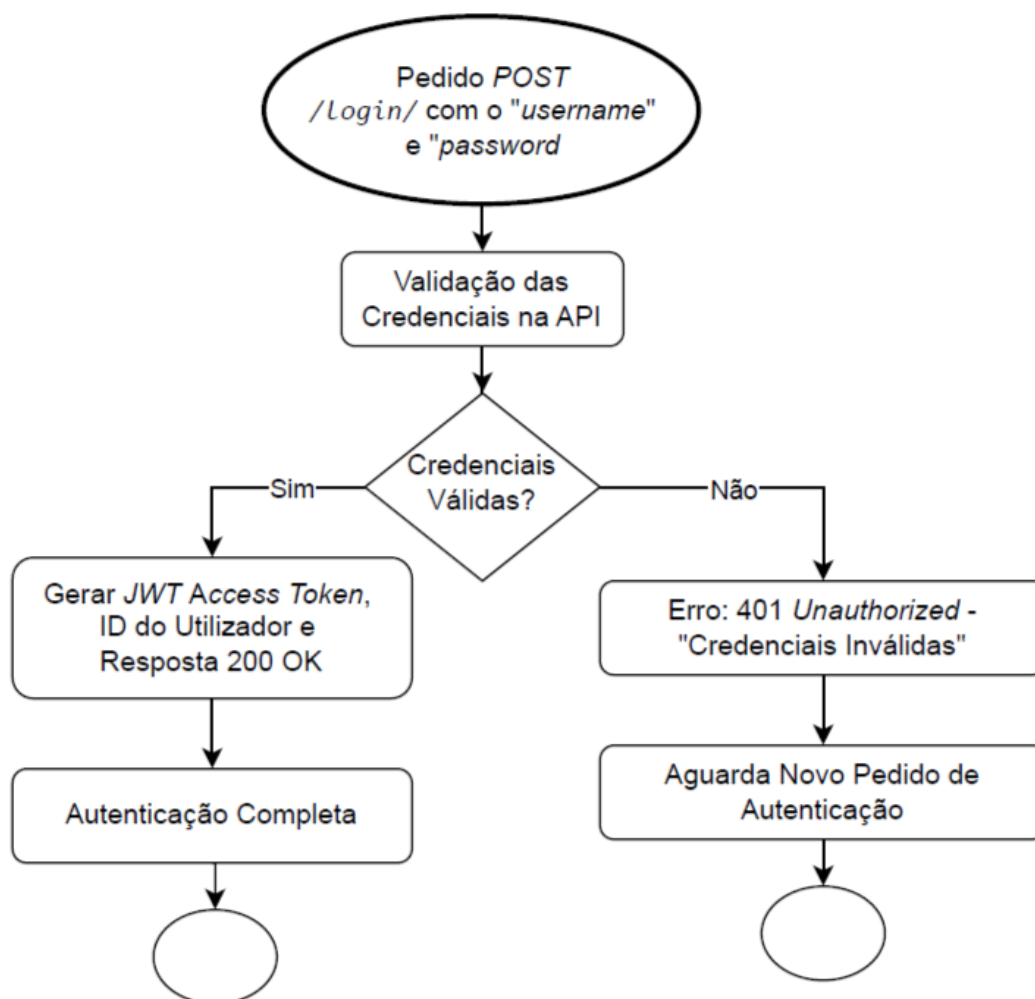 Pedido POST
/login/ com o "username"
e "password
Validação das
Credenciais na API
Credenciais
Válidas?
Sim
Não
Gerar JWT Access Token,
ID do Utilizador e
Resposta 200 OK
Erro: 401 Unauthorized -
"Credenciais Inválidas"
Autenticação Completa
Aguarda Novo Pedido de
Autenticação